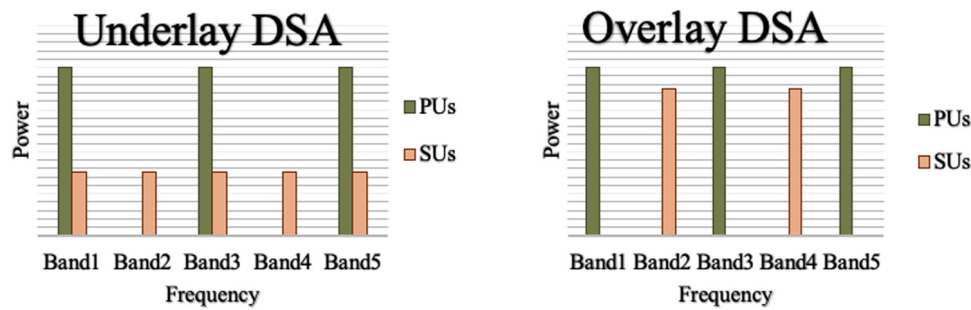 Underlay DSA
Power
PUs
SUs
Band1 Band2 Band3 Band4 Band5
Frequency
Overlay DSA
Power
PUs
SUs
Band1 Band2 Band3 Band4 Band5
Frequency